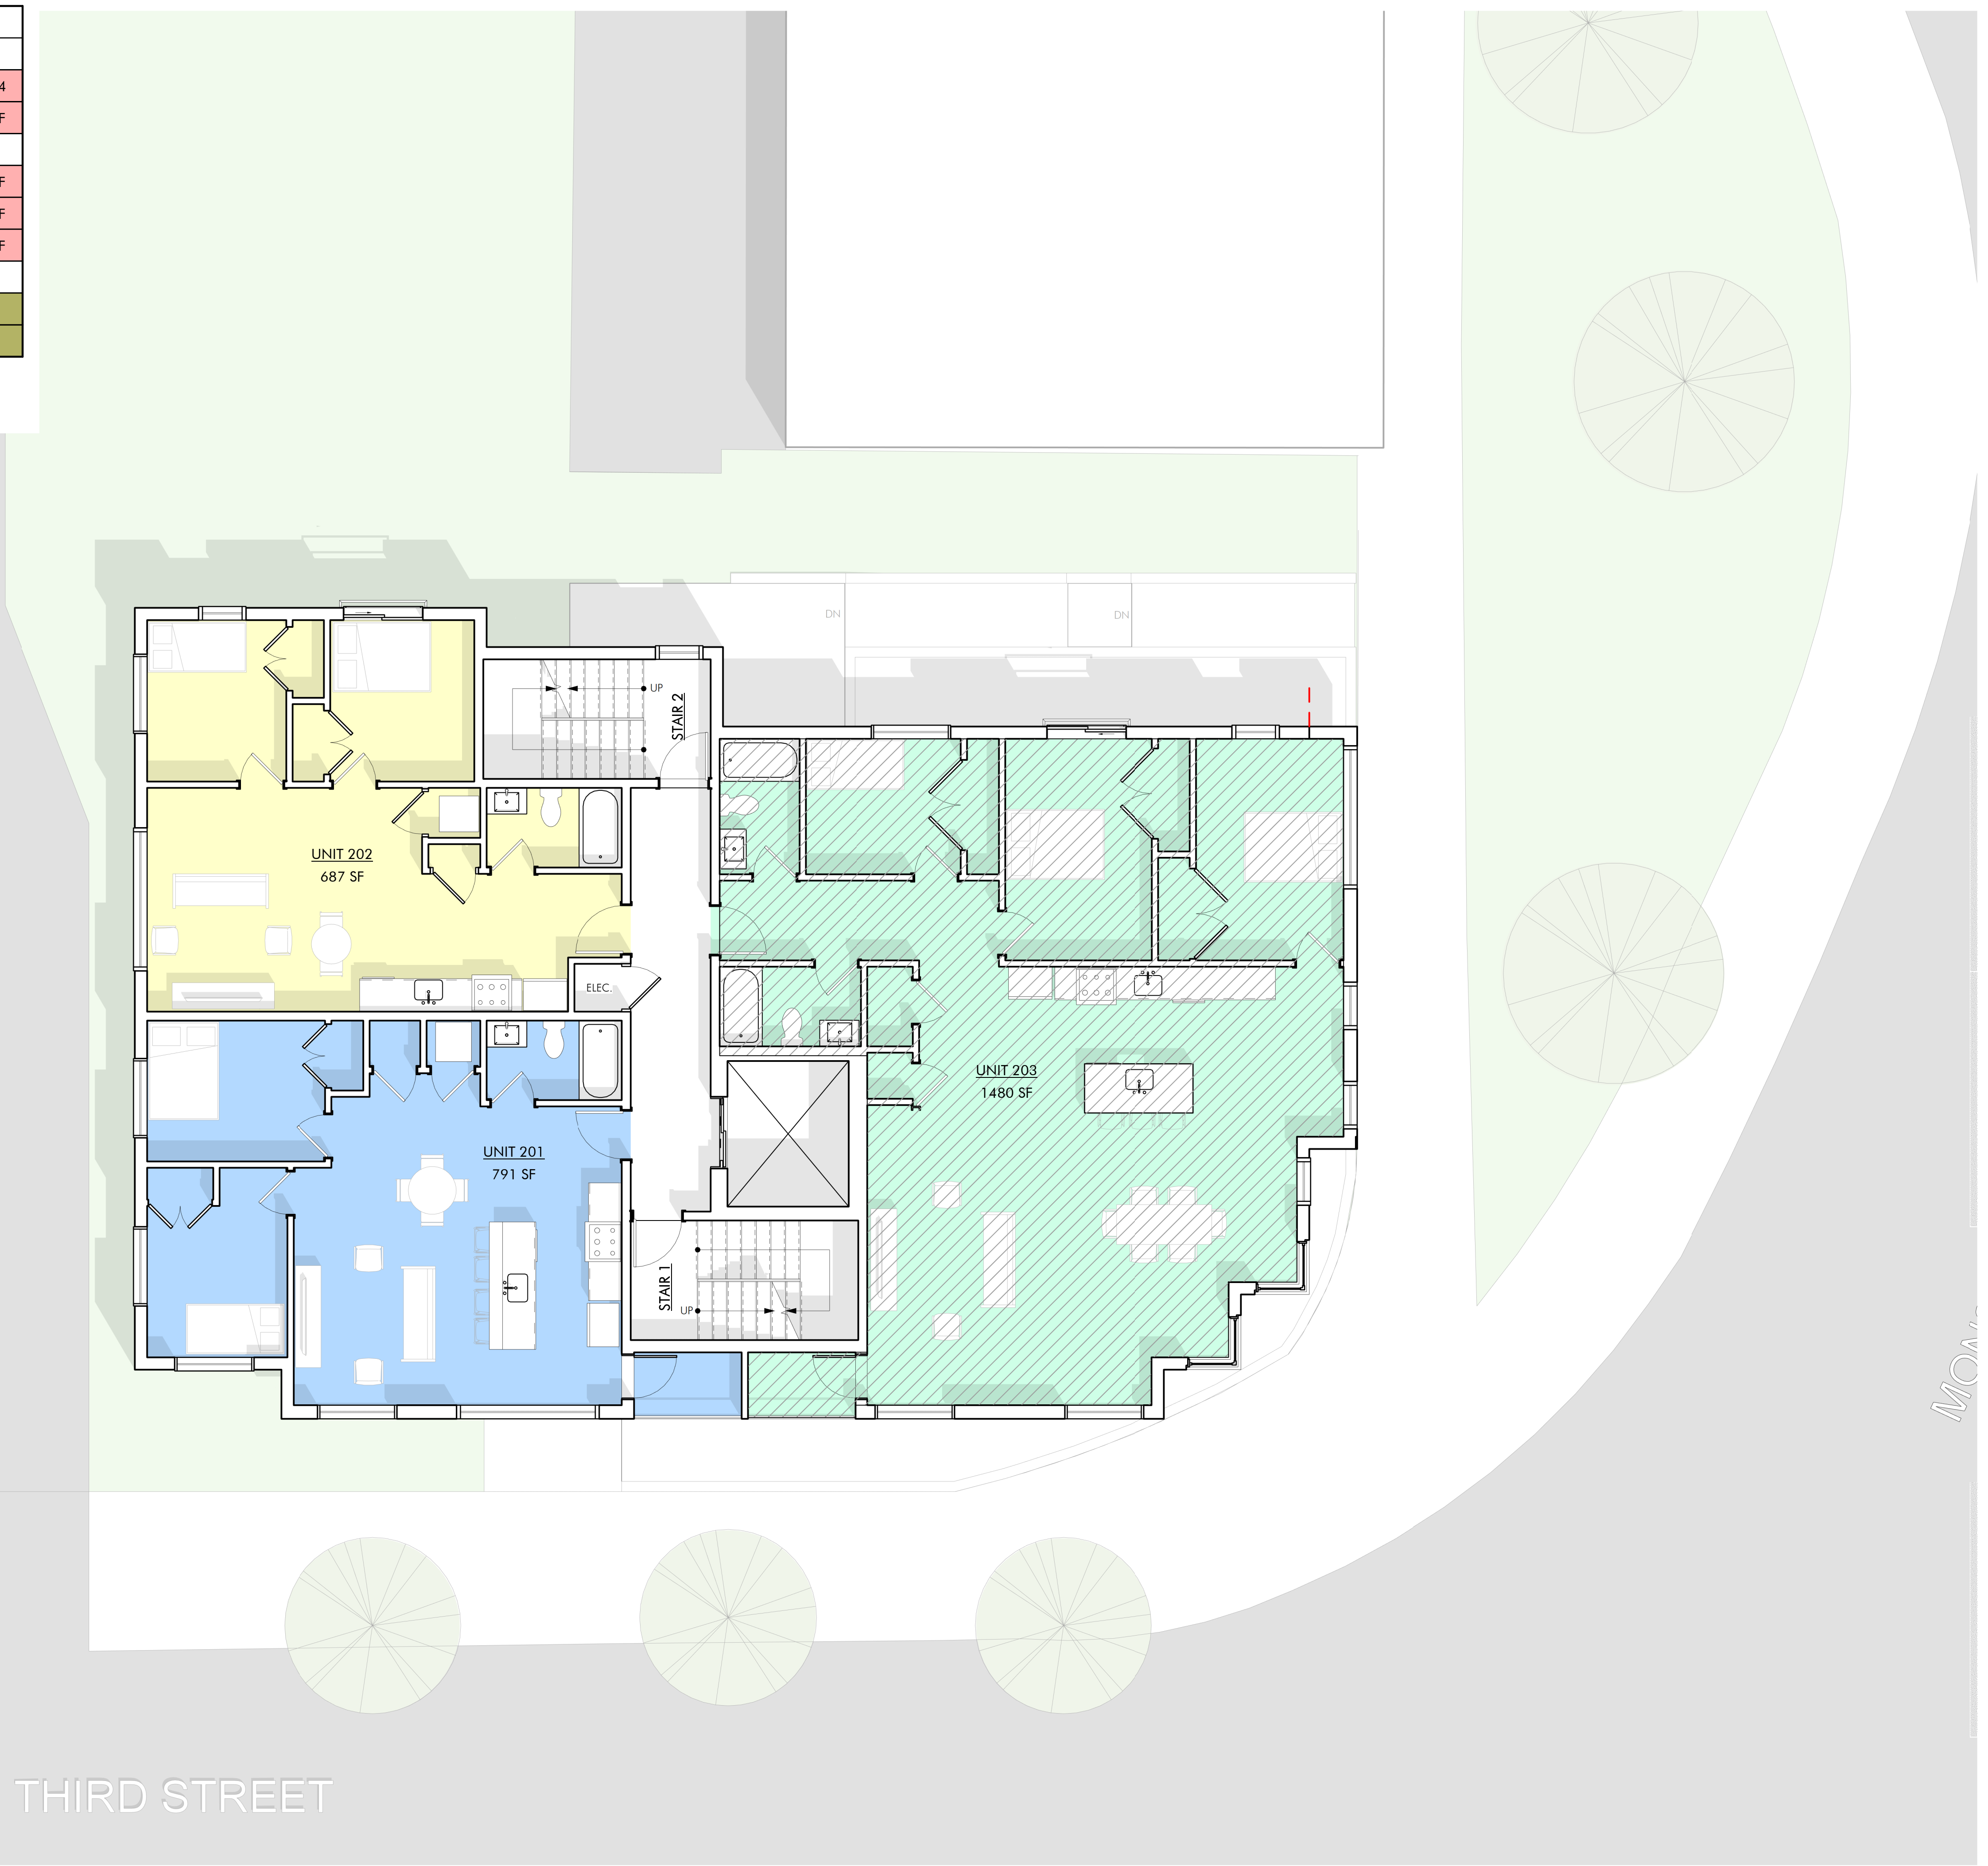 4
F
F
F
F
DN
DN
UP
STAIR 2
UNIT 202
687 SF
ELEC.
UNIT 203
1480 SF
UNIT 201
791 SF
STAIR 1
UP
THIRD STREET